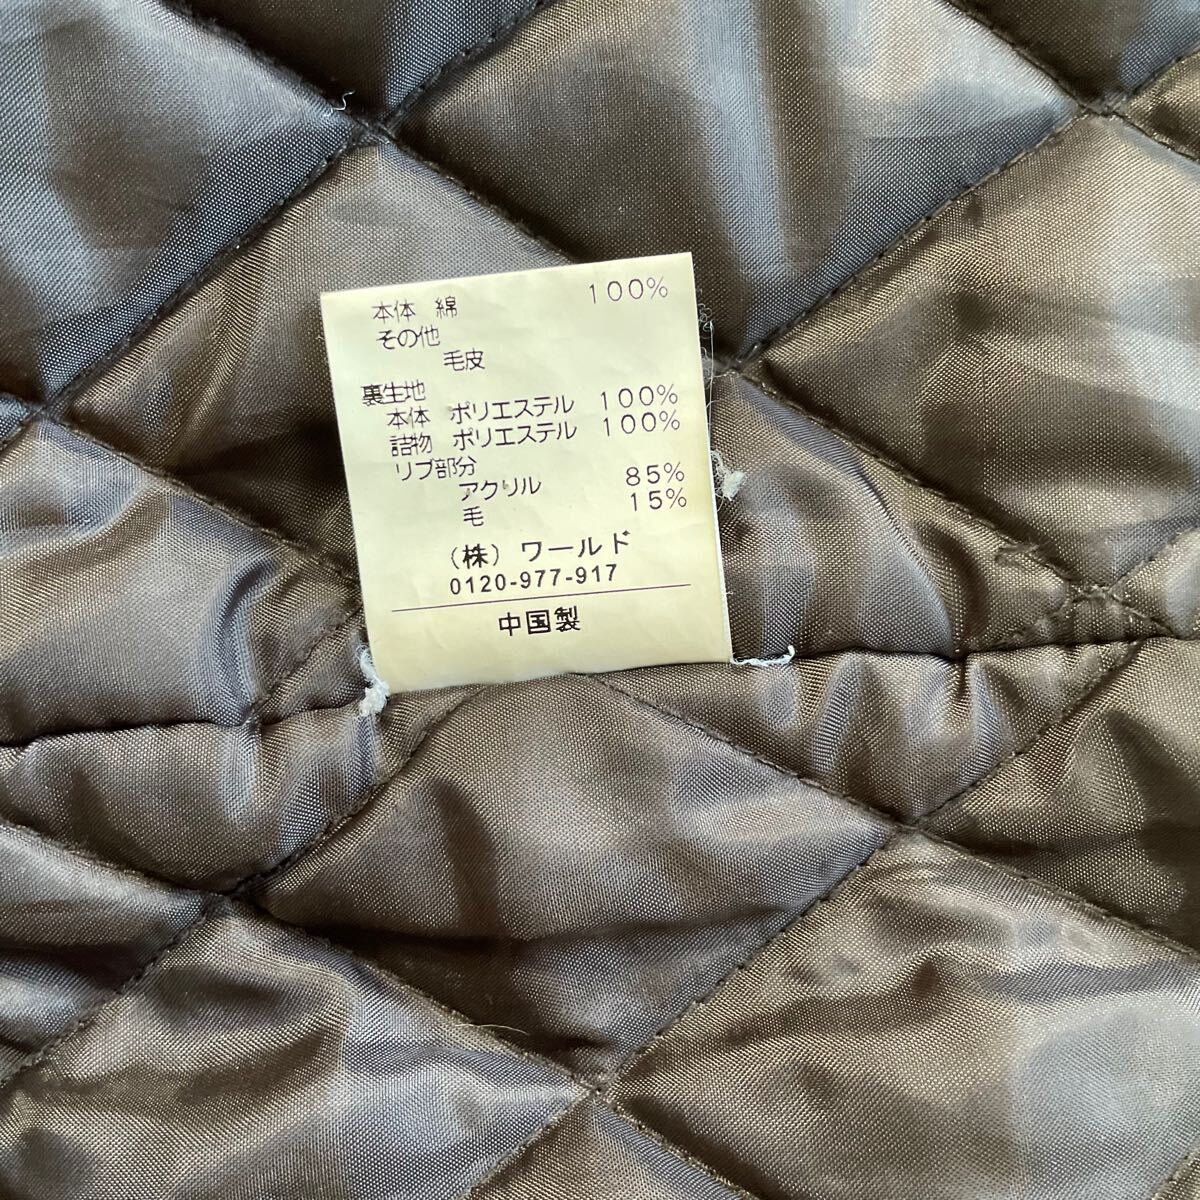 本体 綿 100%
その他
毛皮
裏生地
本体 ポリエステル 100%
詰物 ポリエステル 100%
リブ部分
アクリル 85%
毛 15%
(株) ワールド
0120-977-917
中国製